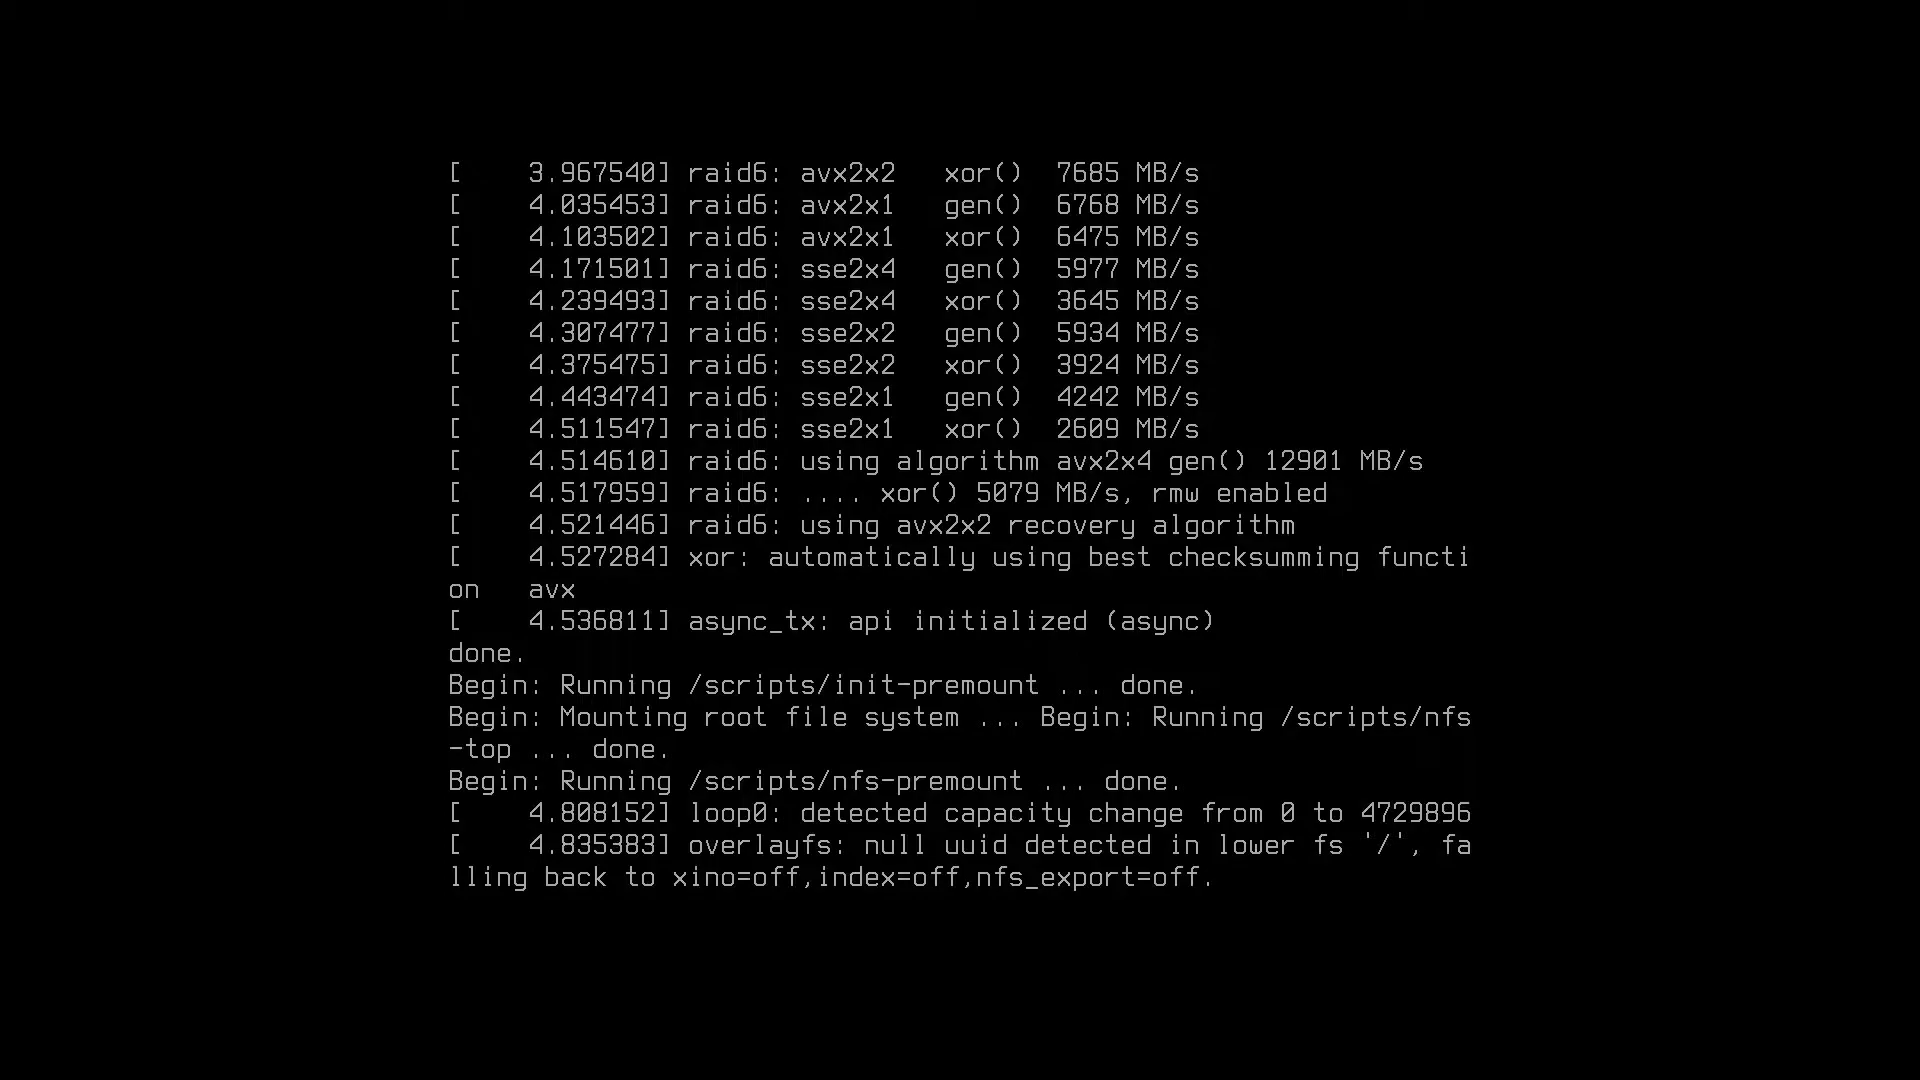 [    3.967540] raid6: avx2x2   xor()  7685 MB/s
[    4.035453] raid6: avx2x1   gen()  6768 MB/s
[    4.103502] raid6: avx2x1   xor()  6475 MB/s
[    4.171501] raid6: sse2x4   gen()  5977 MB/s
[    4.239493] raid6: sse2x4   xor()  3645 MB/s
[    4.307477] raid6: sse2x2   gen()  5934 MB/s
[    4.375475] raid6: sse2x2   xor()  3924 MB/s
[    4.443474] raid6: sse2x1   gen()  4242 MB/s
[    4.511547] raid6: sse2x1   xor()  2609 MB/s
[    4.514610] raid6: using algorithm avx2x4 gen() 12901 MB/s
[    4.517959] raid6: .... xor() 5079 MB/s, rmw enabled
[    4.521446] raid6: using avx2x2 recovery algorithm
[    4.527284] xor: automatically using best checksumming functi
on   avx
[    4.536811] async_tx: api initialized (async)
done.
Begin: Running /scripts/init-premount ... done.
Begin: Mounting root file system ... Begin: Running /scripts/nfs
-top ... done.
Begin: Running /scripts/nfs-premount ... done.
[    4.808152] loop0: detected capacity change from 0 to 4729896
[    4.835383] overlayfs: null uuid detected in lower fs '/', fa
lling back to xino=off,index=off,nfs_export=off.